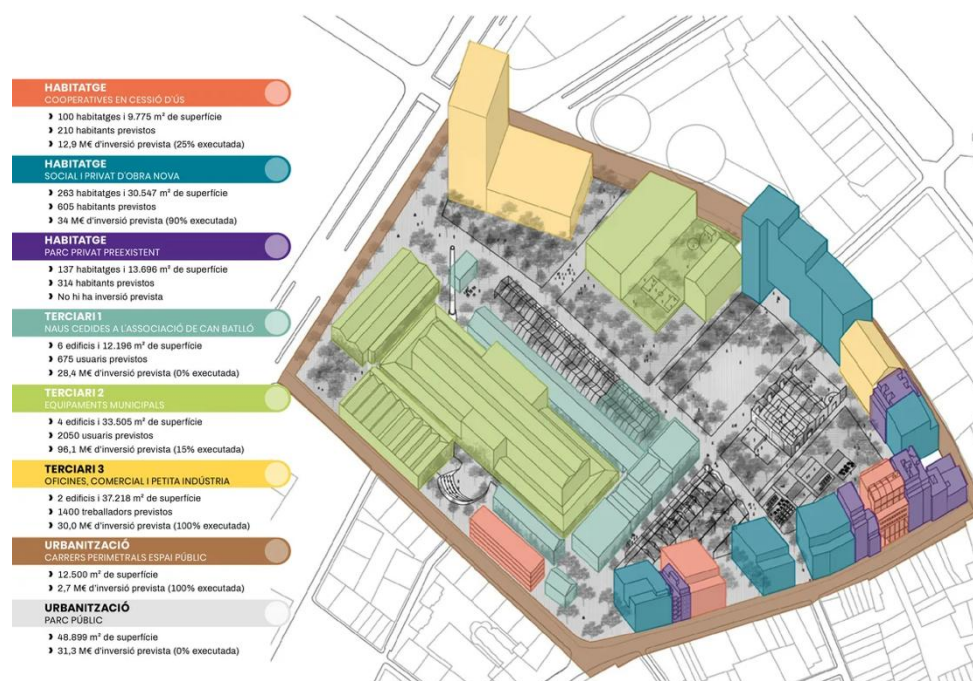 HABITATGE
COOPERATIVES EN CESSIÓ D'ÚS
❥ 100 habitatges i 9.775 m² de superfície
❥ 210 habitants previstos
❥ 12,9 M€ d'inversió prevista (25% executada)
HABITATGE
SOCIAL I PRIVAT D'OBRA NOVA
❥ 263 habitatges i 30.547 m² de superfície
❥ 605 habitants previstos
❥ 34 M€ d'inversió prevista (90% executada)
HABITATGE
PARC PRIVAT PREEXISTENT
❥ 137 habitatges i 13.696 m² de superfície
❥ 314 habitants previstos
❥ No hi ha inversió prevista
TERCIARI 1
NAUS CEDIDES A L'ASSOCIACIÓ DE CAN BATLLÓ
❥ 6 edificis i 12.196 m² de superfície
❥ 675 usuaris previstos
❥ 28,4 M€ d'inversió prevista (0% executada)
TERCIARI 2
EQUIPAMENTS MUNICIPALS
❥ 4 edificis i 33.505 m² de superfície
❥ 2050 usuaris previstos
❥ 96,1 M€ d'inversió prevista (15% executada)
TERCIARI 3
OFICINES, COMERCIAL I PETITA INDÚSTRIA
❥ 2 edificis i 37.218 m² de superfície
❥ 1400 treballadors previstos
❥ 30,0 M€ d'inversió prevista (100% executada)
URBANITZACIÓ
CARRERS PERIMETRALS ESPAI PÚBLIC
❥ 12.500 m² de superfície
❥ 2,7 M€ d'inversió prevista (100% executada)
URBANITZACIÓ
PARC PÚBLIC
❥ 48.899 m² de superfície
❥ 31,3 M€ d'inversió prevista (0% executada)